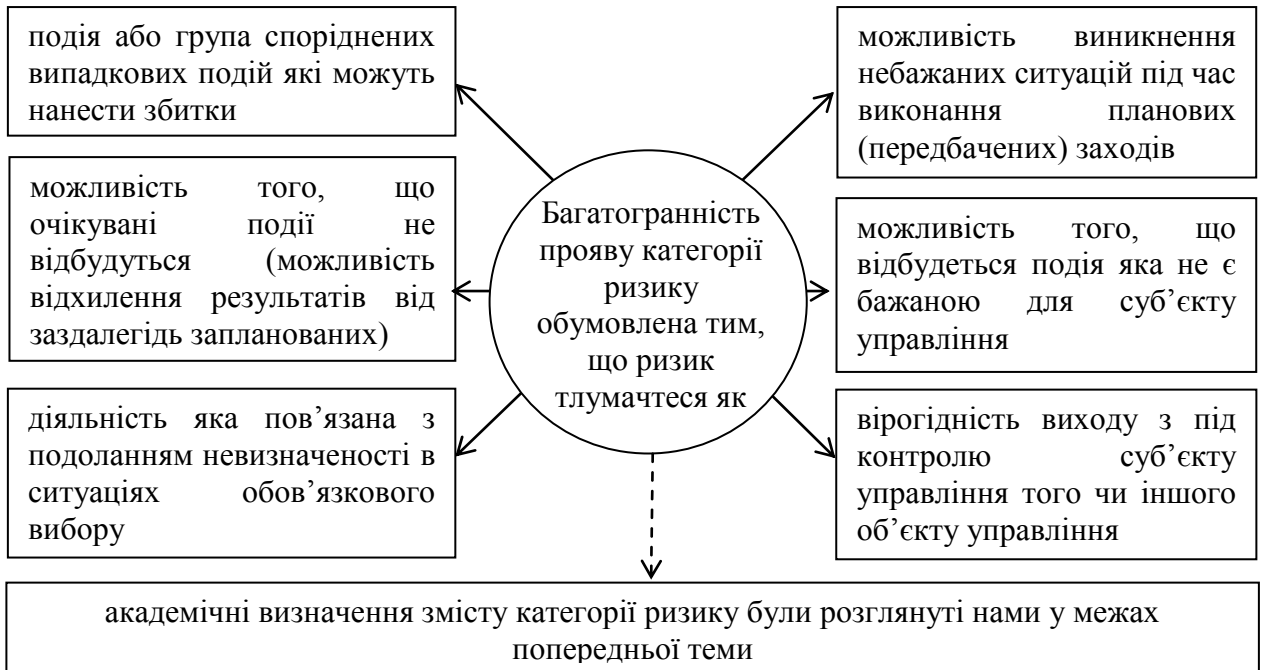 подія або група споріднених
випадкових подій які можуть
нанести збитки
можливість того, що
очікувані події не
відбудуться (можливість
відхилення результатів від
заздалегідь запланованих)
діяльність яка пов’язана з
подоланням невизначеності в
ситуаціях обов’язкового
вибору
Багатогранність
прояву категорії
ризику
обумовлена тим,
що ризик
тлумачтеся як
можливість виникнення
небажаних ситуацій під час
виконання планових
(передбачених) заходів
можливість того, що
відбудеться подія яка не є
бажаною для суб’єкту
управління
вірогідність виходу з під
контролю суб’єкту
управління того чи іншого
об’єкту управління
академічні визначення змісту категорії ризику були розглянуті нами у межах
попередньої теми